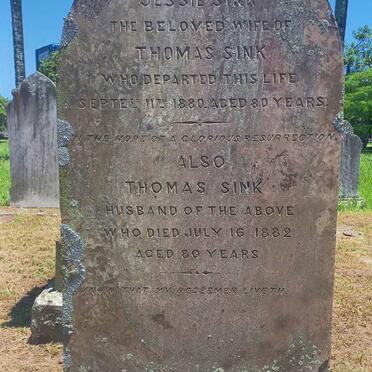 JESSIE SINK
THE BELOVED WIFE OF
THOMAS SINK
WHO DEPARTED THIS LIFE
SEPTER 11TH 1880. AGED 80 YEARS.
IN THE HOPE OF A GLORIOUS RESURRECTION
ALSO
THOMAS SINK
HUSBAND OF THE ABOVE
WHO DIED JULY 16 1882
AGED 80 YEARS
I KNOW THAT MY REDEEMER LIVETH.